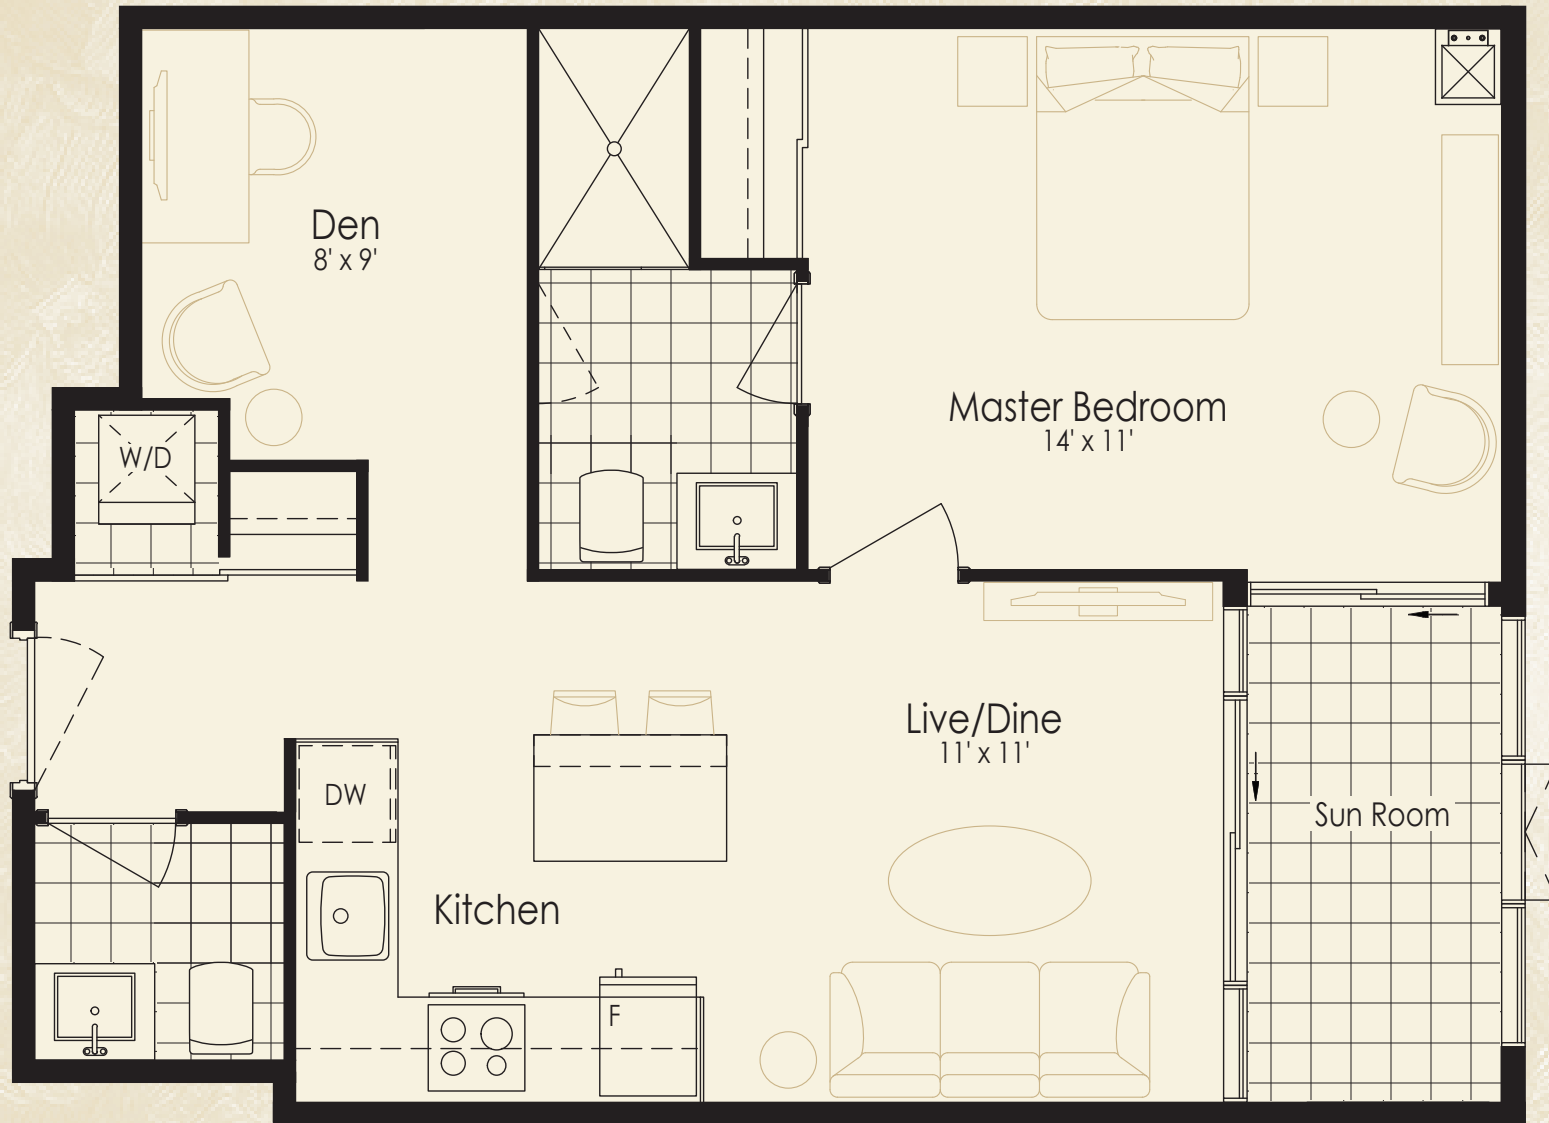 Den
8' x 9'
W/D
Master Bedroom
14' x 11'
Live/Dine
11' x 11'
DW
Sun Room
Kitchen
F